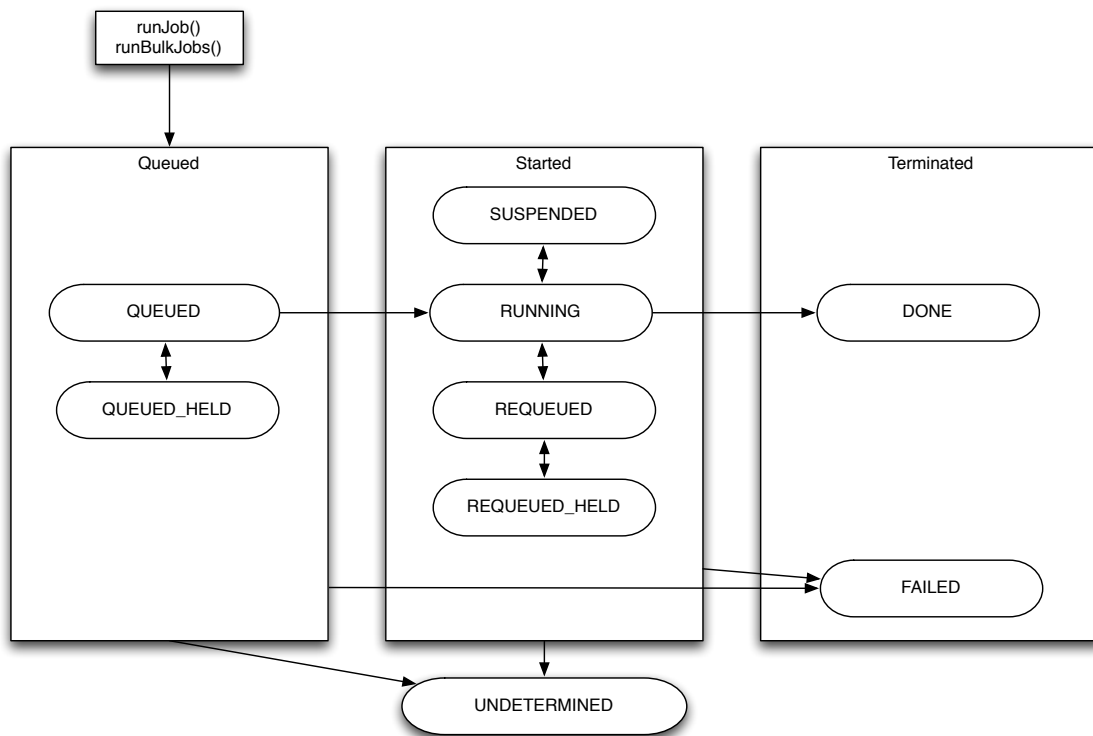 runJob()
runBulkJobs()
Queued
Started
Terminated
SUSPENDED
QUEUED
RUNNING
DONE
QUEUED_HELD
REQUEUED
REQUEUED_HELD
FAILED
UNDETERMINED